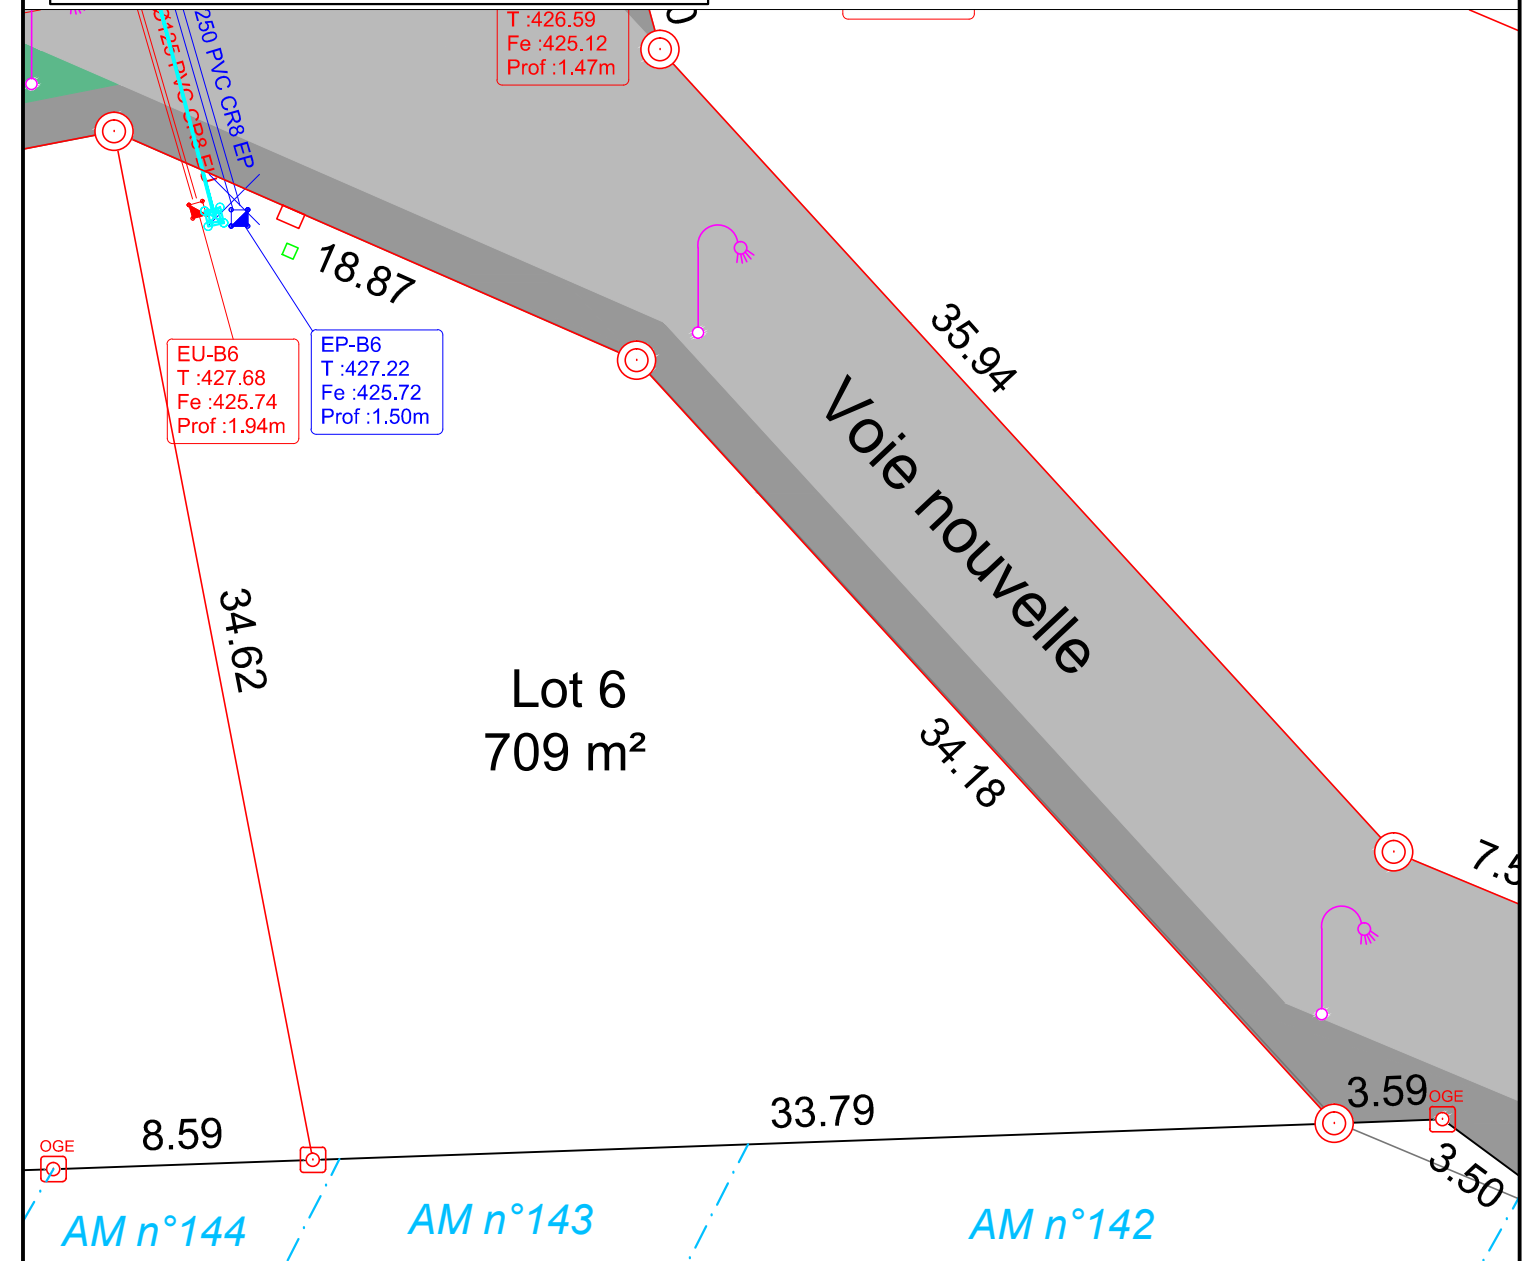 T :426.59
Fe :425.12
Prof :1.47m
250 PVC CR8 EP
18.87
EU-B6
T :427.68
Fe :425.74
Prof :1.94m
EP-B6
T :427.22
Fe :425.72
Prof :1.50m
35.94
Voie nouvelle
34.62
Lot 6
709 m²
34.18
3.59
OGE
33.79
8.59
OGE
3.50
AM n°144
AM n°143
AM n°142